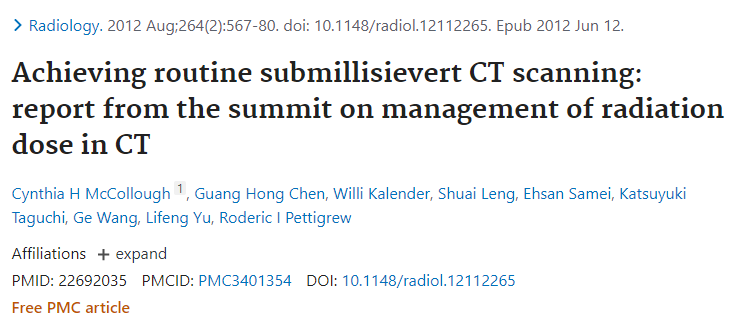 Radiology. 2012 Aug;264(2):567-80. doi: 10.1148/radiol.12112265. Epub 2012 Jun 12.
Achieving routine submillisievert CT scanning:
report from the summit on management of radiation
dose in CT
Cynthia H McCollough 1, Guang Hong Chen, Willi Kalender, Shuai Leng, Ehsan Samei, Katsuyuki
Taguchi, Ge Wang, Lifeng Yu, Roderic I Pettigrew
Affiliations + expand
PMID: 22692035 PMCID: PMC3401354 DOI: 10.1148/radiol.12112265
Free PMC article